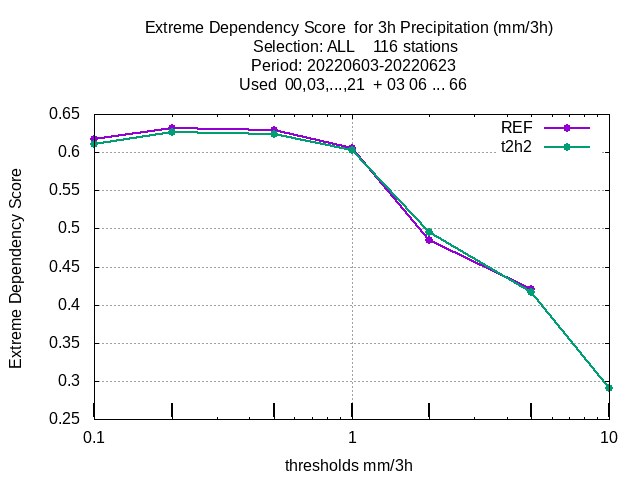 Extreme Dependency Score  for 3h Precipitation (mm/3h)
Selection: ALL    116 stations
Period: 20220603-20220623
Used  00,03,...,21  + 03 06 ... 66
REF
t2h2
0.65
0.6
0.55
0.5
0.45
0.4
0.35
0.3
0.25
Extreme Dependency Score
0.1
1
10
thresholds mm/3h